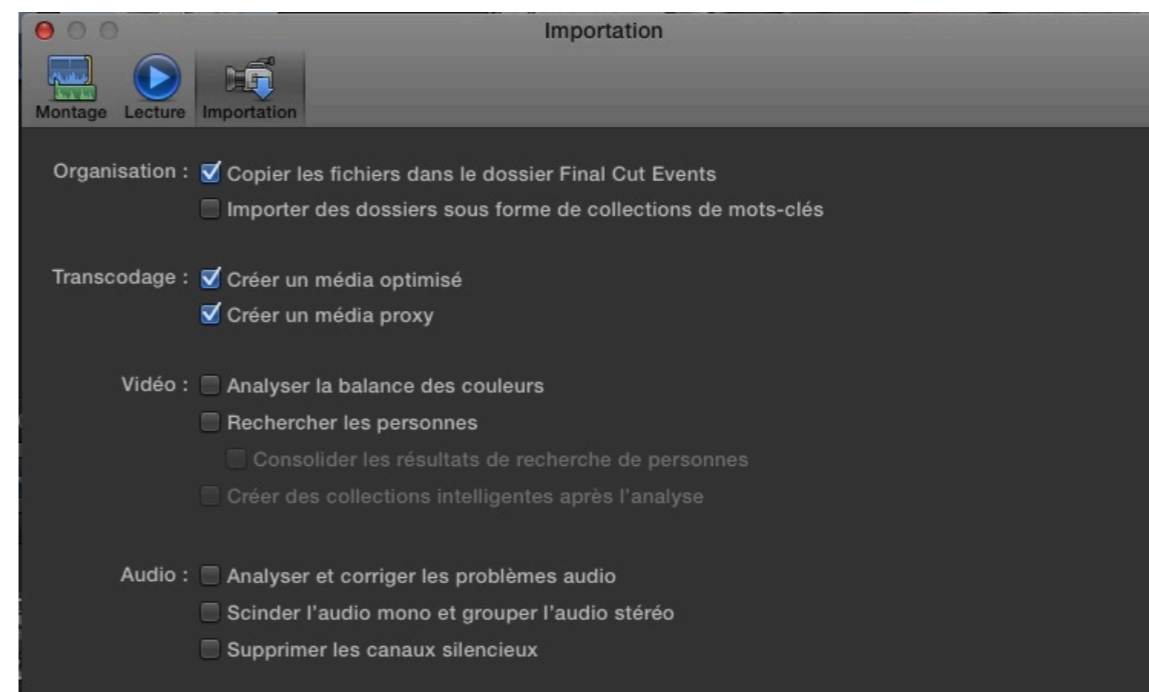 Importation
Montage Lecture Importation
Organisation : Copier les fichiers dans le dossier Final Cut Events
Importer des dossiers sous forme de collections de mots-clés
Transcodage : Créer un média optimisé
Créer un média proxy
Vidéo : Analyser la balance des couleurs
Rechercher les personnes
Consolider les résultats de recherche de personnes
Créer des collections intelligentes après l'analyse
Audio : Analyser et corriger les problèmes audio
Scinder l'audio mono et grouper l'audio stéréo
Supprimer les canaux silencieux